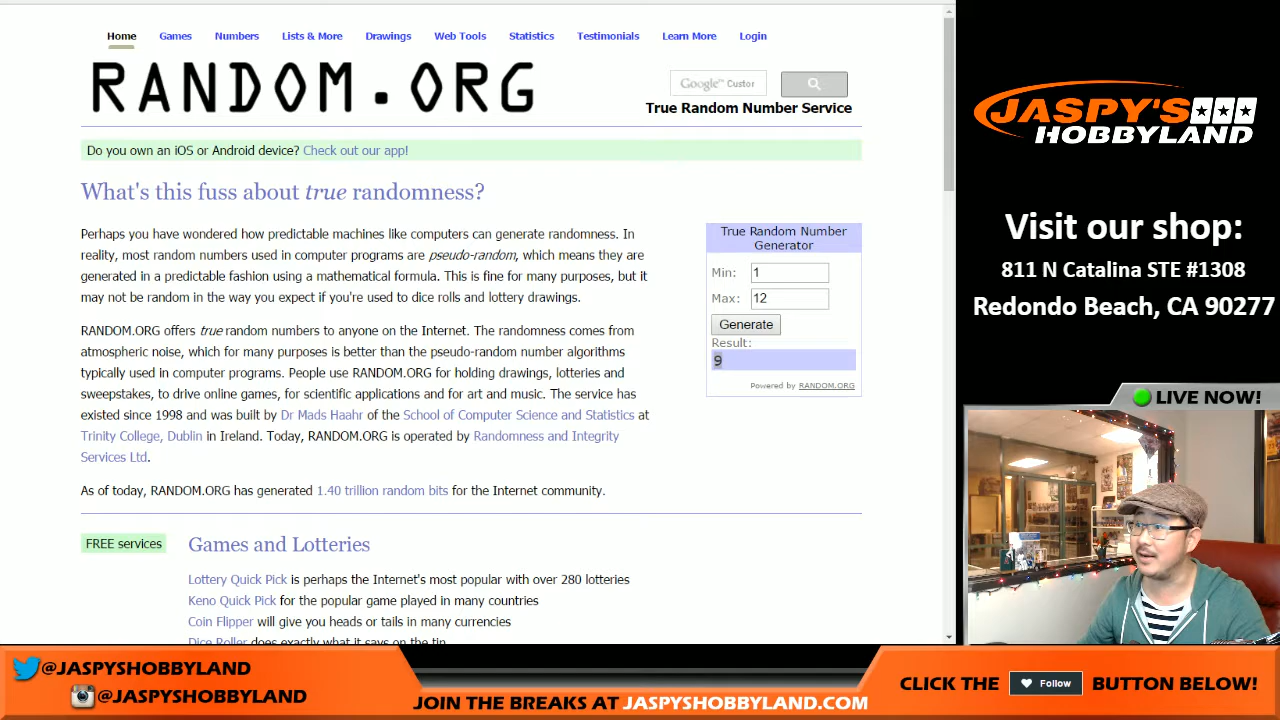 Home Games Numbers Lists & More Drawings Web Tools Statistics Testimonials Learn More Login
RANDOM.ORG
Google™ Custor
True Random Number Service
Do you own an iOS or Android device? Check out our app!
What's this fuss about true randomness?
Perhaps you have wondered how predictable machines like computers can generate randomness. In
reality, most random numbers used in computer programs are pseudo-random, which means they are
generated in a predictable fashion using a mathematical formula. This is fine for many purposes, but it
may not be random in the way you expect if you're used to dice rolls and lottery drawings.
RANDOM.ORG offers true random numbers to anyone on the Internet. The randomness comes from
atmospheric noise, which for many purposes is better than the pseudo-random number algorithms
typically used in computer programs. People use RANDOM.ORG for holding drawings, lotteries and
sweepstakes, to drive online games, for scientific applications and for art and music. The service has
existed since 1998 and was built by Dr Mads Haahr of the School of Computer Science and Statistics at
Trinity College, Dublin in Ireland. Today, RANDOM.ORG is operated by Randomness and Integrity
Services Ltd.
As of today, RANDOM.ORG has generated 1.40 trillion random bits for the Internet community.
True Random Number
Generator
Min: 1
Max: 12
Generate
Result:
9
Powered by RANDOM.ORG
FREE services
Games and Lotteries
Lottery Quick Pick is perhaps the Internet's most popular with over 280 lotteries
Keno Quick Pick for the popular game played in many countries
Coin Flipper will give you heads or tails in many currencies
Dice Roller does exactly what it says on the tin
JASPY'S
HOBBYLAND
Visit our shop:
811 N Catalina STE #1308
Redondo Beach, CA 90277
LIVE NOW!
@JASPYSHOBBYLAND
@JASPYSHOBBYLAND
JOIN THE BREAKS AT JASPYSHOBBYLAND.COM
CLICK THE Follow BUTTON BELOW!